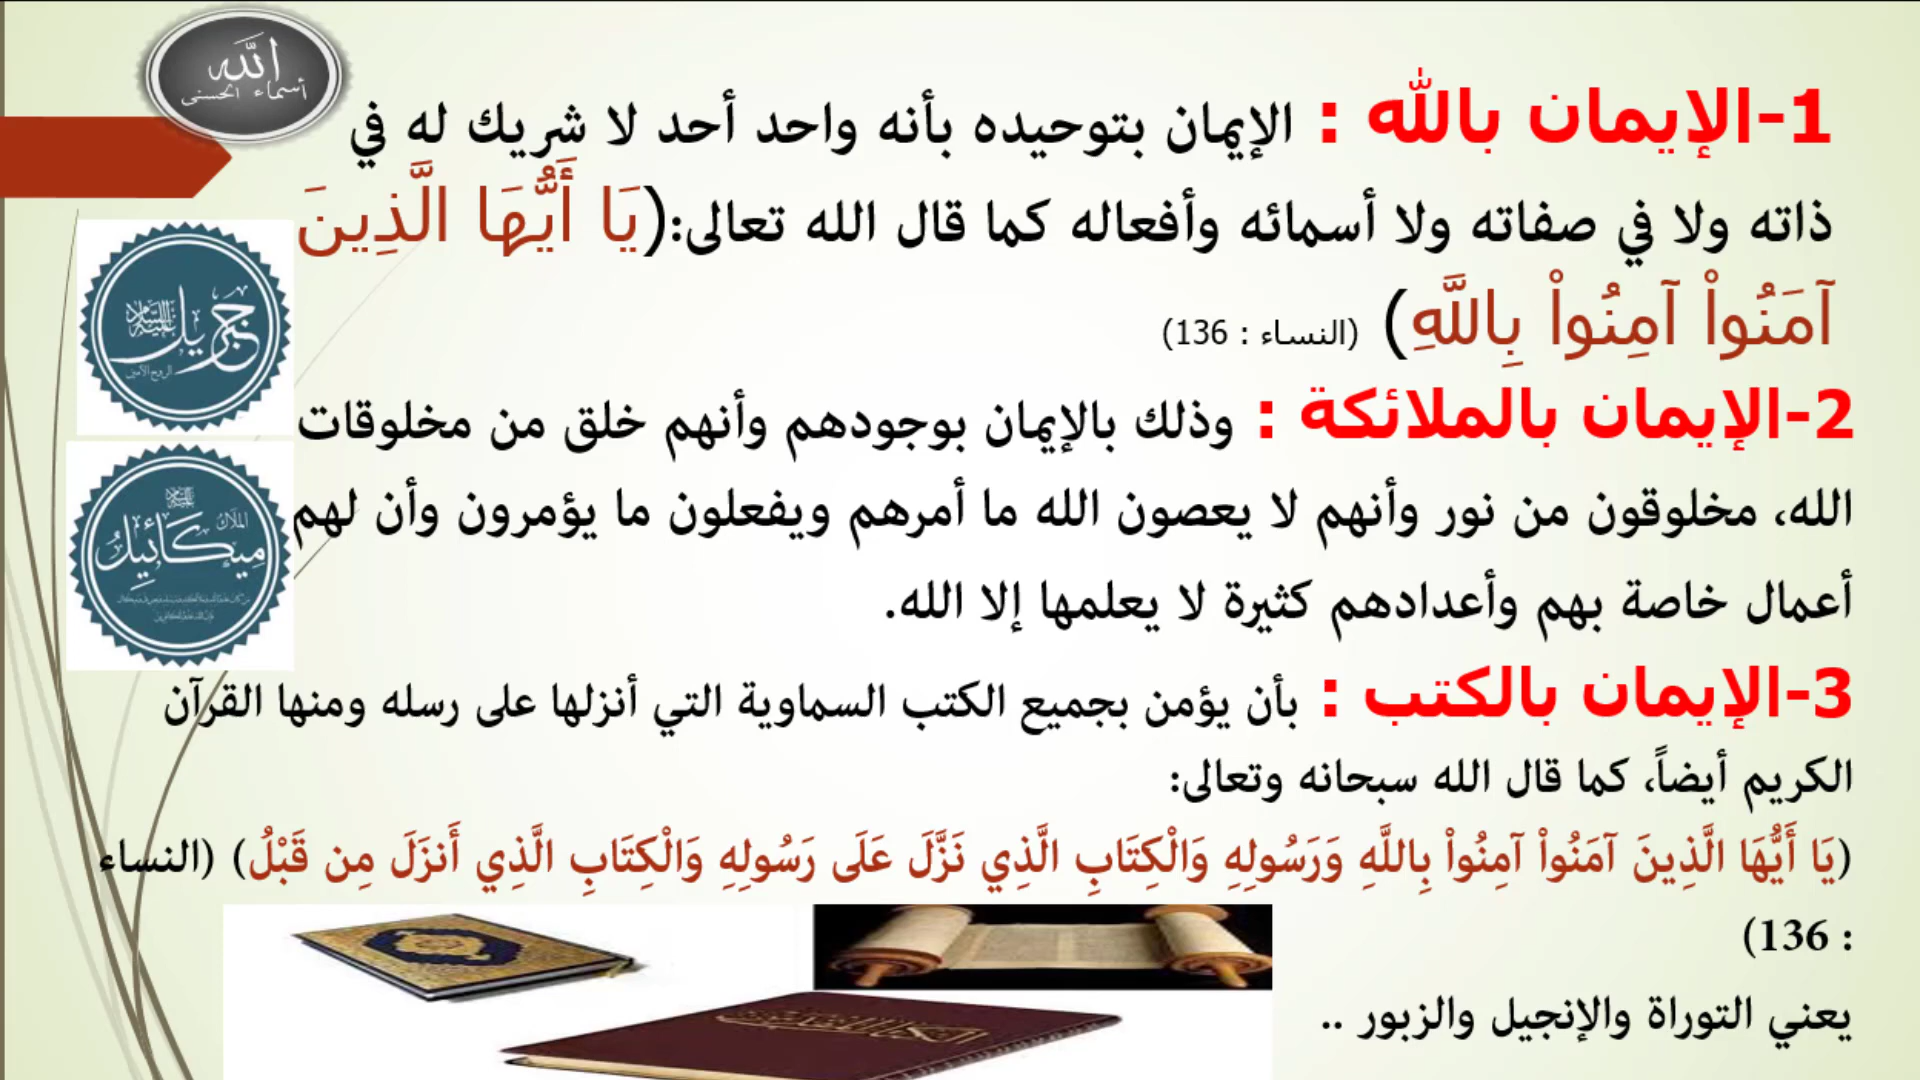 الله
أسماء الحسنى
1-الإيمان بالله : الإيمان بتوحيده بأنه واحد أحد لا شريك له في
ذاته ولا في صفاته ولا أسمائه وأفعاله كما قال الله تعالى:(يَا أَيُّهَا الَّذِينَ
آمَنُواْ آمِنُواْ بِاللَّهِ) (النساء : 136)
جبريل
عليه السلام
الروح الأمين
2-الإيمان بالملائكة : وذلك بالإيمان بوجودهم وأنهم خلق من مخلوقات
الله، مخلوقون من نور وأنهم لا يعصون الله ما أمرهم ويفعلون ما يؤمرون وأن لهم
أعمال خاصة بهم وأعدادهم كثيرة لا يعلمها إلا الله.
الملاك
ميكائيل
3-الإيمان بالكتب : بأن يؤمن بجميع الكتب السماوية التي أنزلها على رسله ومنها القرآن
الكريم أيضاً، كما قال الله سبحانه وتعالى:
(يَا أَيُّهَا الَّذِينَ آمَنُواْ آمِنُواْ بِاللَّهِ وَرَسُولِهِ وَالْكِتَابِ الَّذِي نَزَّلَ عَلَى رَسُولِهِ وَالْكِتَابِ الَّذِي أَنزَلَ مِن قَبْلُ) (النساء
: 136)
يعني التوراة والإنجيل والزبور ..